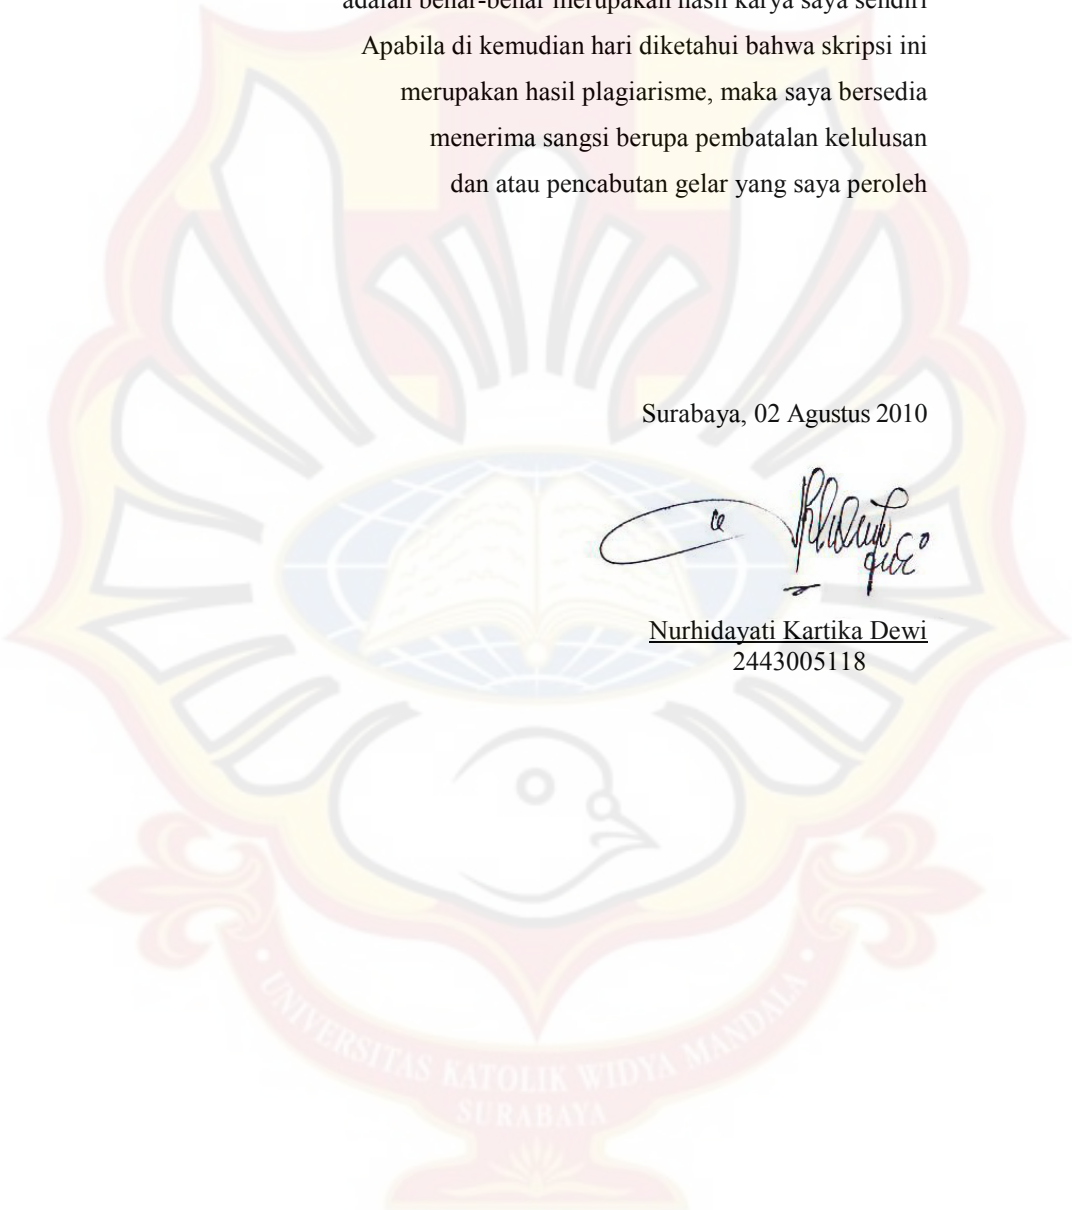 adalah benar-benar merupakan hasil karya saya sendiri
Apabila di kemudian hari diketahui bahwa skripsi ini
merupakan hasil plagiarisme, maka saya bersedia
menerima sangsi berupa pembatalan kelulusan
dan atau pencabutan gelar yang saya peroleh
Surabaya, 02 Agustus 2010
Nurhidayati Kartika Dewi
2443005118
UNIVERSITAS KATOLIK WIDYA MANDALA
SURABAYA